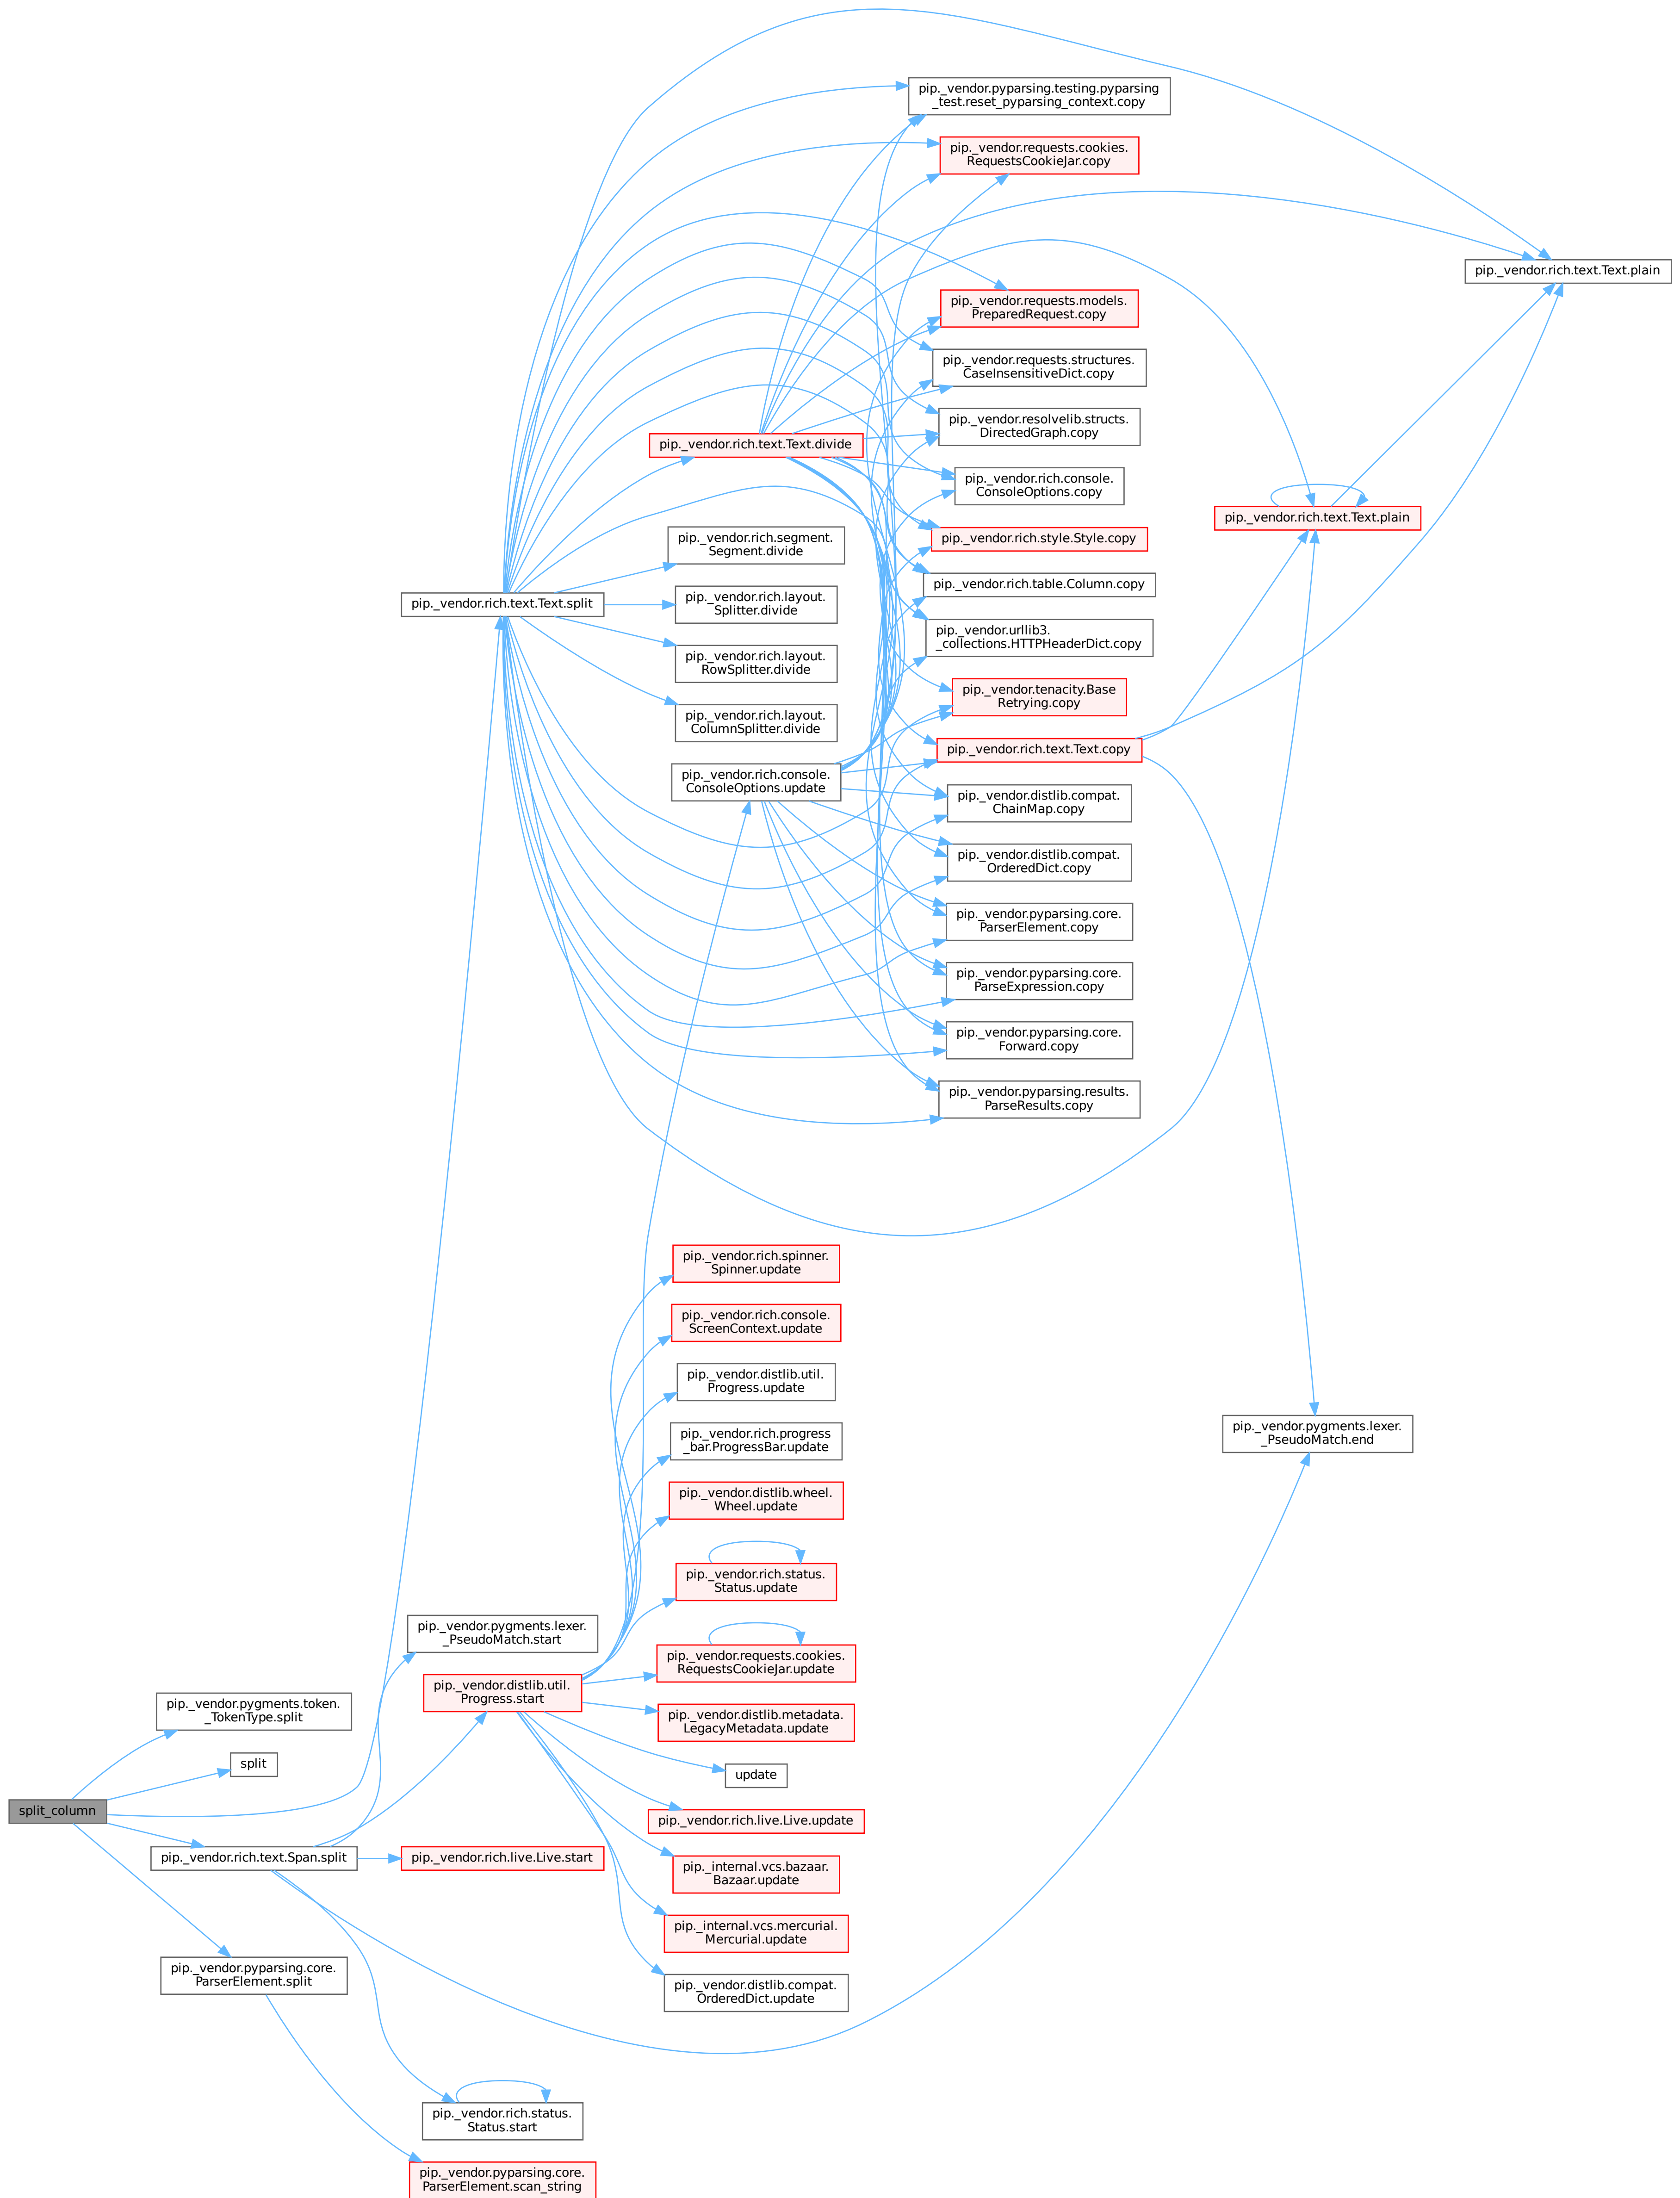 pip._vendor.pyparsing.testing.pyparsing
_test.reset_pyparsing_context.copy
pip._vendor.requests.cookies.
RequestsCookieJar.copy
pip._vendor.rich.text.Text.plain
pip._vendor.requests.models.
PreparedRequest.copy
pip._vendor.requests.structures.
CaseInsensitiveDict.copy
pip._vendor.resolvelib.structs.
DirectedGraph.copy
pip._vendor.rich.text.Text.divide
pip._vendor.rich.console.
ConsoleOptions.copy
pip._vendor.rich.text.Text.plain
pip._vendor.rich.style.Style.copy
pip._vendor.rich.segment.
Segment.divide
pip._vendor.rich.table.Column.copy
pip._vendor.rich.text.Text.split
pip._vendor.rich.layout.
Splitter.divide
pip._vendor.urllib3.
_collections.HTTPHeaderDict.copy
pip._vendor.rich.layout.
RowSplitter.divide
pip._vendor.tenacity.Base
Retrying.copy
pip._vendor.rich.layout.
ColumnSplitter.divide
pip._vendor.rich.text.Text.copy
pip._vendor.rich.console.
ConsoleOptions.update
pip._vendor.distlib.compat.
ChainMap.copy
pip._vendor.distlib.compat.
OrderedDict.copy
pip._vendor.pyparsing.core.
ParserElement.copy
pip._vendor.pyparsing.core.
ParseExpression.copy
pip._vendor.pyparsing.core.
Forward.copy
pip._vendor.pyparsing.results.
ParseResults.copy
pip._vendor.rich.spinner.
Spinner.update
pip._vendor.rich.console.
ScreenContext.update
pip._vendor.distlib.util.
Progress.update
pip._vendor.rich.progress
_bar.ProgressBar.update
pip._vendor.pygments.lexer.
_PseudoMatch.end
pip._vendor.distlib.wheel.
Wheel.update
pip._vendor.rich.status.
Status.update
pip._vendor.pygments.lexer.
_PseudoMatch.start
pip._vendor.requests.cookies.
RequestsCookieJar.update
pip._vendor.distlib.util.
Progress.start
pip._vendor.pygments.token.
_TokenType.split
pip._vendor.distlib.metadata.
LegacyMetadata.update
split
update
split_column
pip._vendor.rich.live.Live.update
pip._vendor.rich.text.Span.split
pip._vendor.rich.live.Live.start
pip._internal.vcs.bazaar.
Bazaar.update
pip._internal.vcs.mercurial.
Mercurial.update
pip._vendor.pyparsing.core.
ParserElement.split
pip._vendor.distlib.compat.
OrderedDict.update
pip._vendor.rich.status.
Status.start
pip._vendor.pyparsing.core.
ParserElement.scan_string